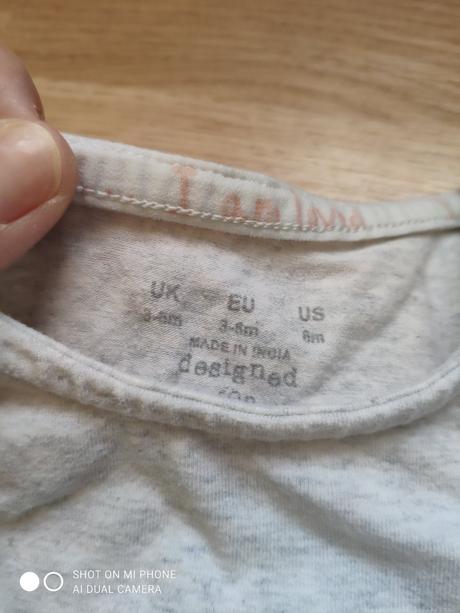 UK EU US
3-6m 3-6m 6m
MADE IN INDIA
designed
for
SHOT ON MI PHONE
AI DUAL CAMERA